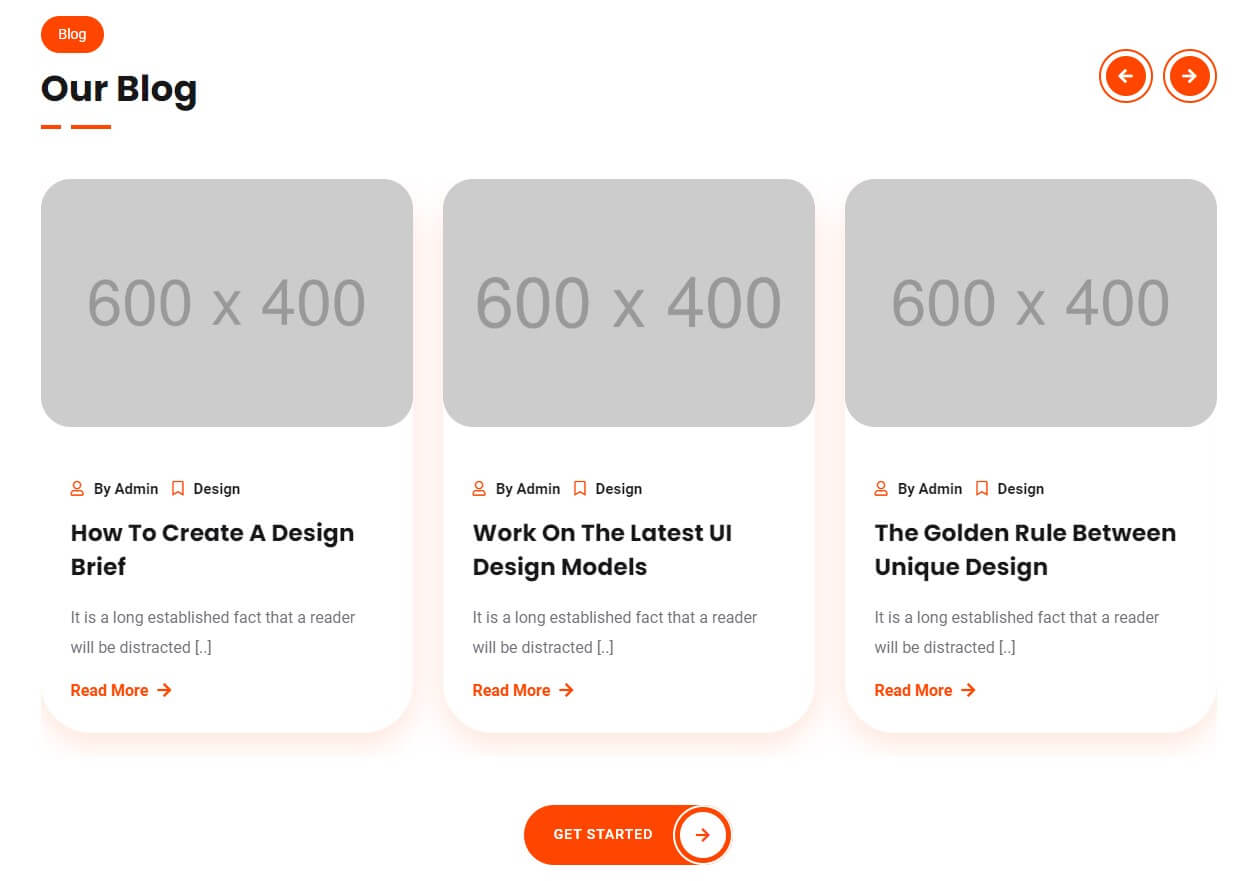 Blog
Our Blog
600 x 400
600 x 400
600 x 400
By Admin Design
How To Create A Design
Brief
It is a long established fact that a reader
will be distracted [..]
Read More
By Admin Design
Work On The Latest UI
Design Models
It is a long established fact that a reader
will be distracted [..]
Read More
By Admin Design
The Golden Rule Between
Unique Design
It is a long established fact that a reader
will be distracted [..]
Read More
GET STARTED